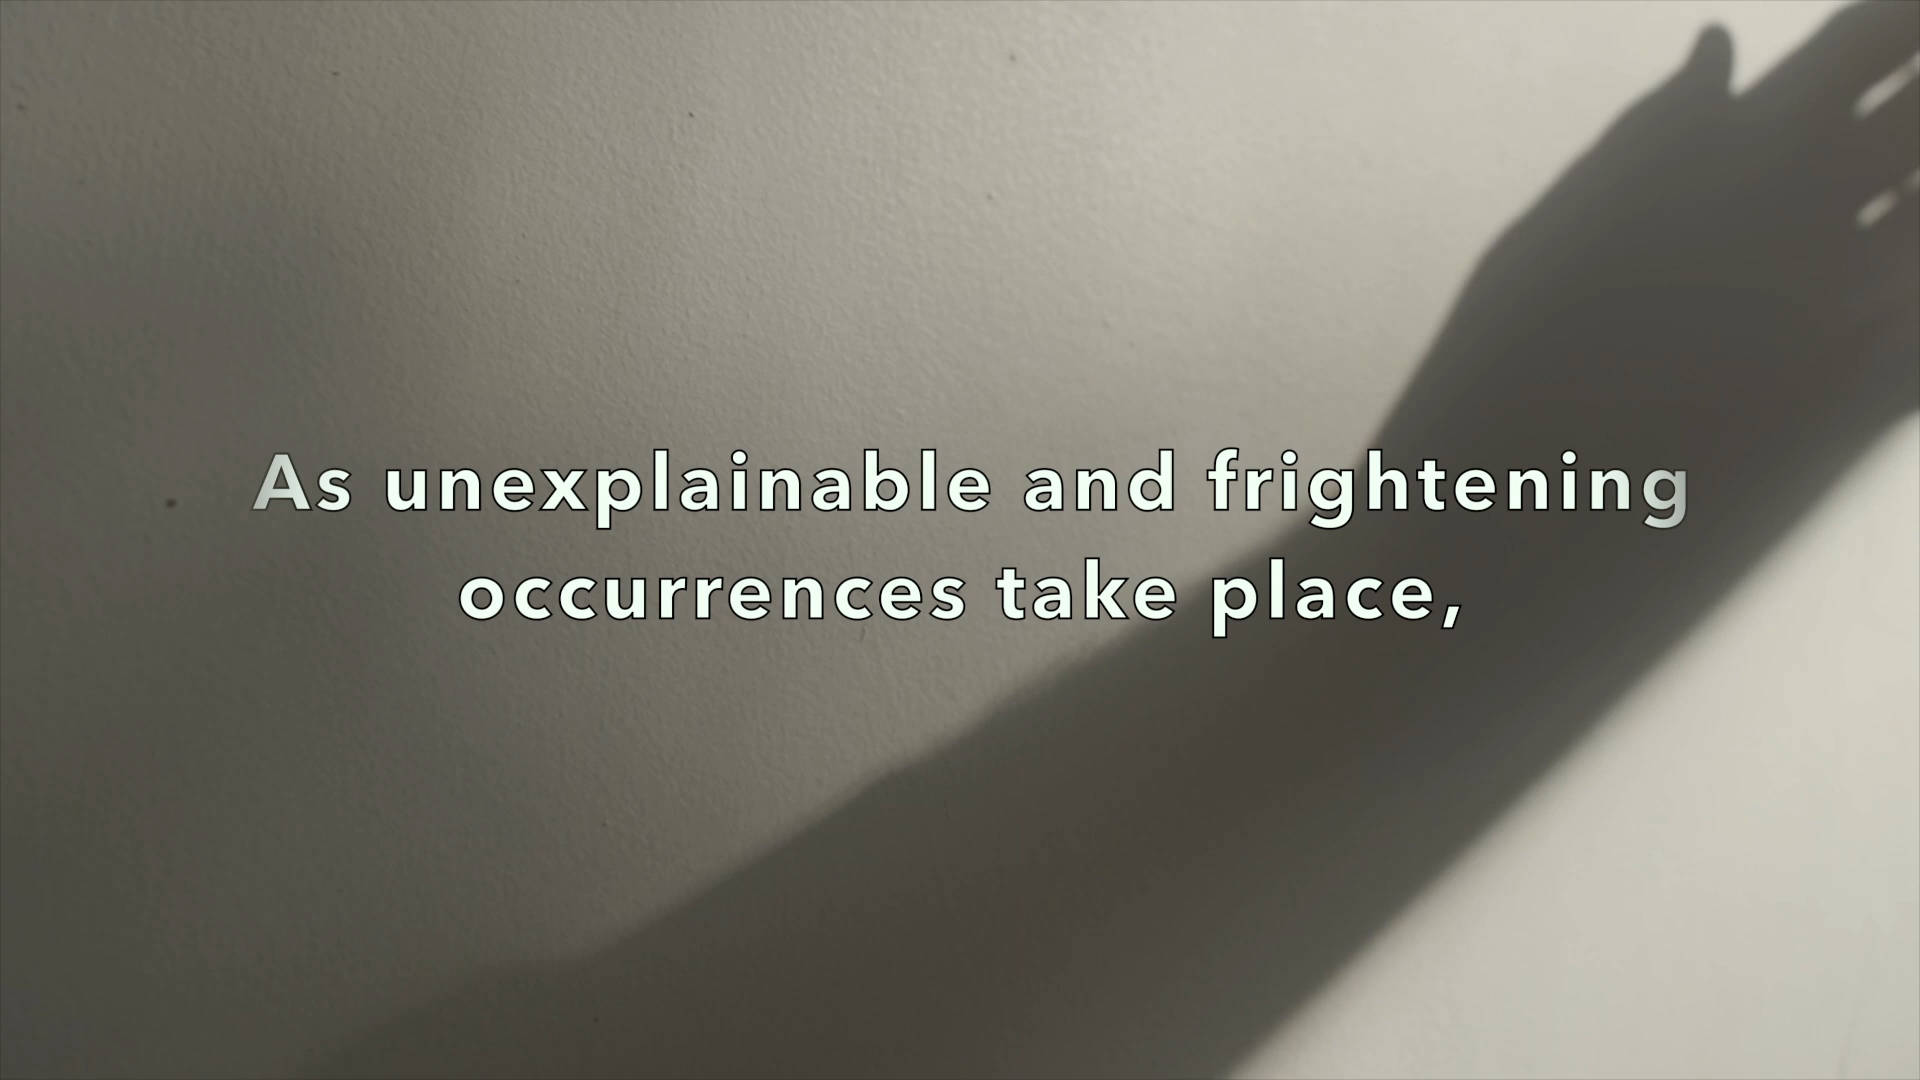 As unexplainable and frightening
occurrences take place,